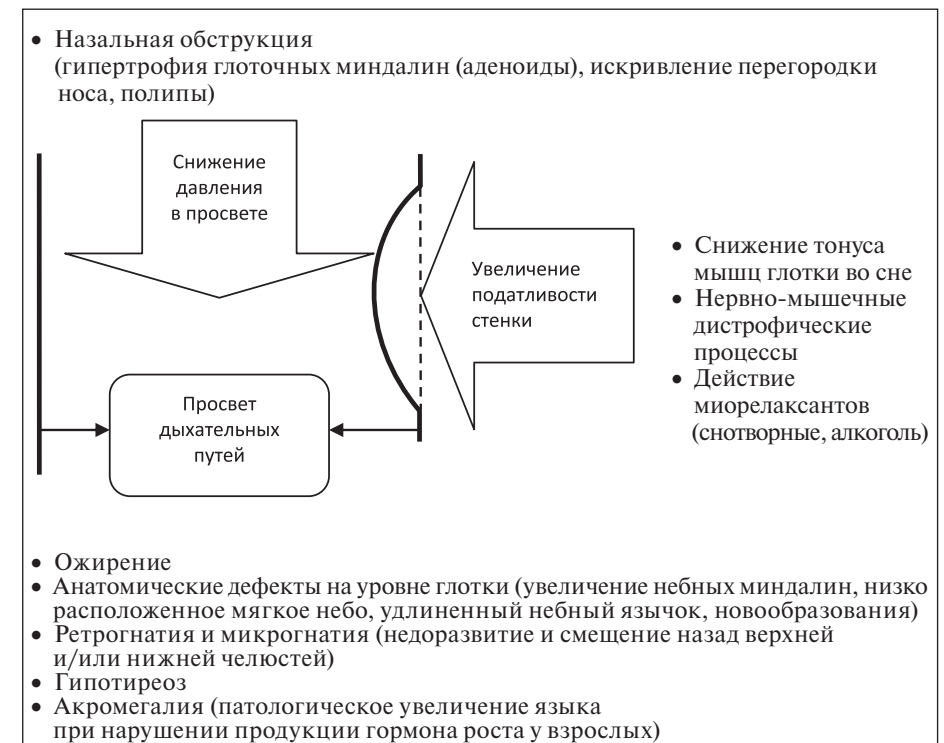 • Назальная обструкция
(гипертрофия глоточных миндалин (аденоиды), искривление перегородки
носа, полипы)
Снижение
давления
в просвете
Увеличение
податливости
стенки
• Снижение тонуса
мышц глотки во сне
• Нервно-мышечные
дистрофические
процессы
• Действие
миорелаксантов
(снотворные, алкоголь)
Просвет
дыхательных
путей
• Ожирение
• Анатомические дефекты на уровне глотки (увеличение небных миндалин, низко
расположенное мягкое небо, удлиненный небный язычок, новообразования)
• Ретрогнатия и микрогнатия (недоразвитие и смещение назад верхней
и/или нижней челюстей)
• Гипотиреоз
• Акромегалия (патологическое увеличение языка
при нарушении продукции гормона роста у взрослых)